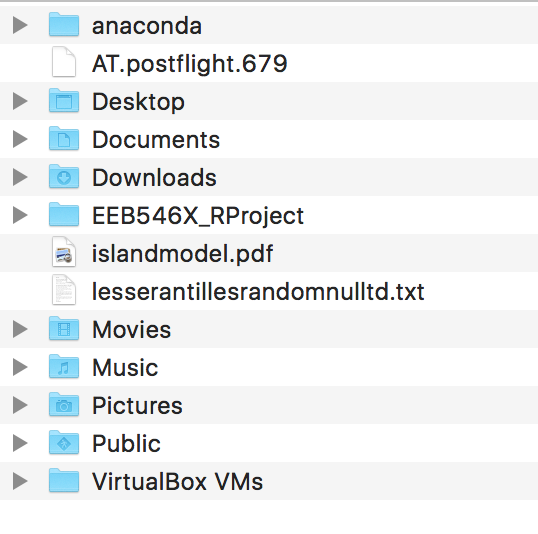 anaconda
AT.postflight.679
Desktop
Documents
Downloads
EEB546X_RProject
islandmodel.pdf
lesserantillesrandomnulltd.txt
Movies
Music
Pictures
Public
VirtualBox VMs